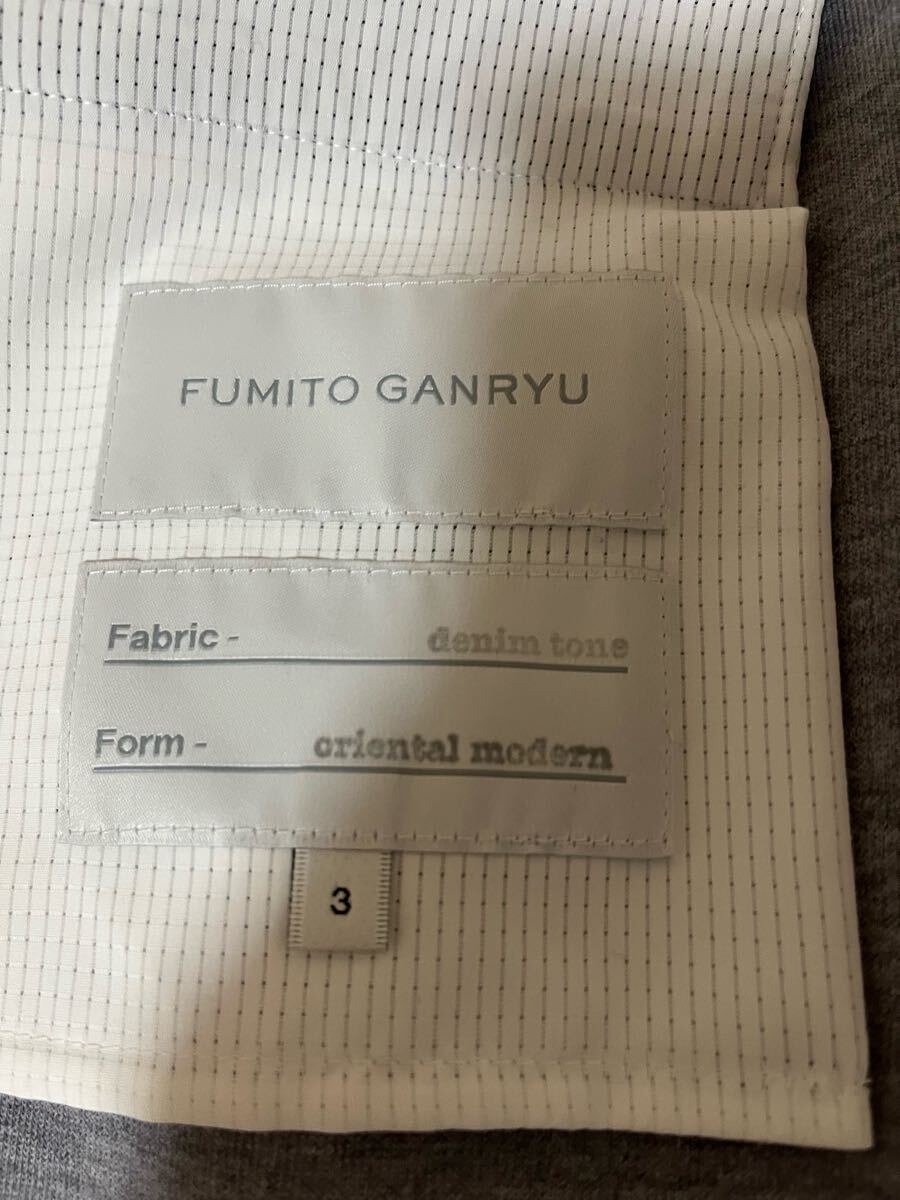 FUMITO GANRYU
Fabric - denim tone
Form - oriental modern
3